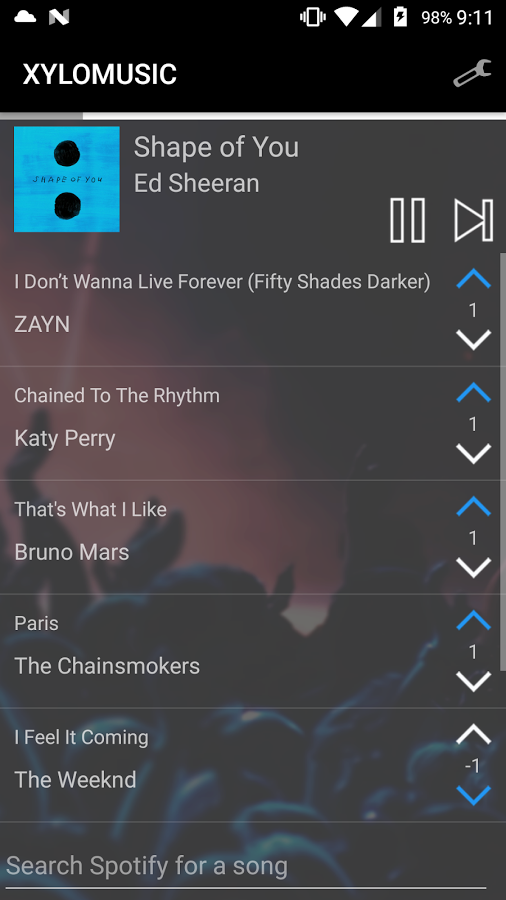 98% 9:11
XYLOMUSIC
SHAPE OF YOU
Shape of You
Ed Sheeran
I Don’t Wanna Live Forever (Fifty Shades Darker)
1
ZAYN
Chained To The Rhythm
1
Katy Perry
That's What I Like
1
Bruno Mars
Paris
1
The Chainsmokers
I Feel It Coming
-1
The Weeknd
Search Spotify for a song